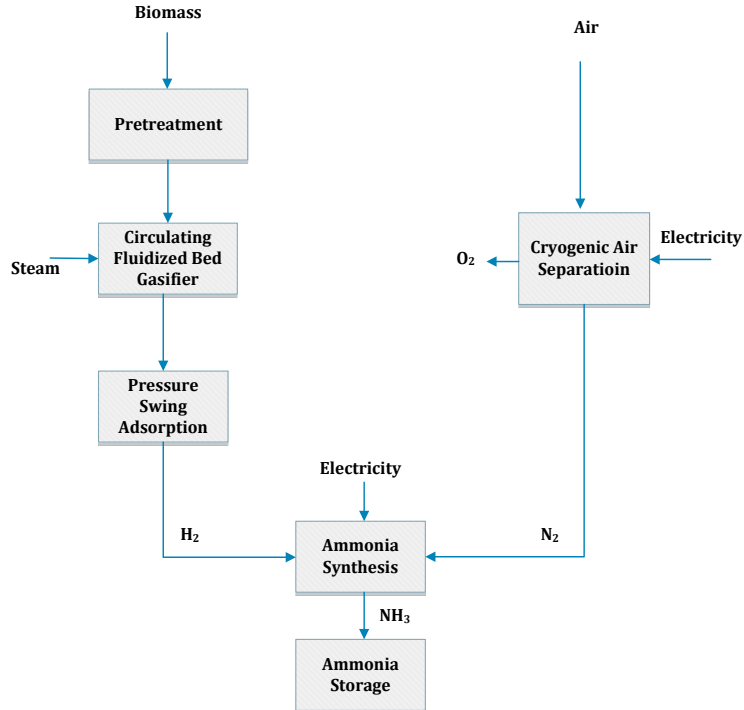 Biomass
Air
Pretreatment
Circulating
Fluidized Bed
Gasifier
Steam
Cryogenic Air
Separatioin
Electricity
O₂
Pressure
Swing
Adsorption
Electricity
H₂
N₂
Ammonia
Synthesis
NH₃
Ammonia
Storage